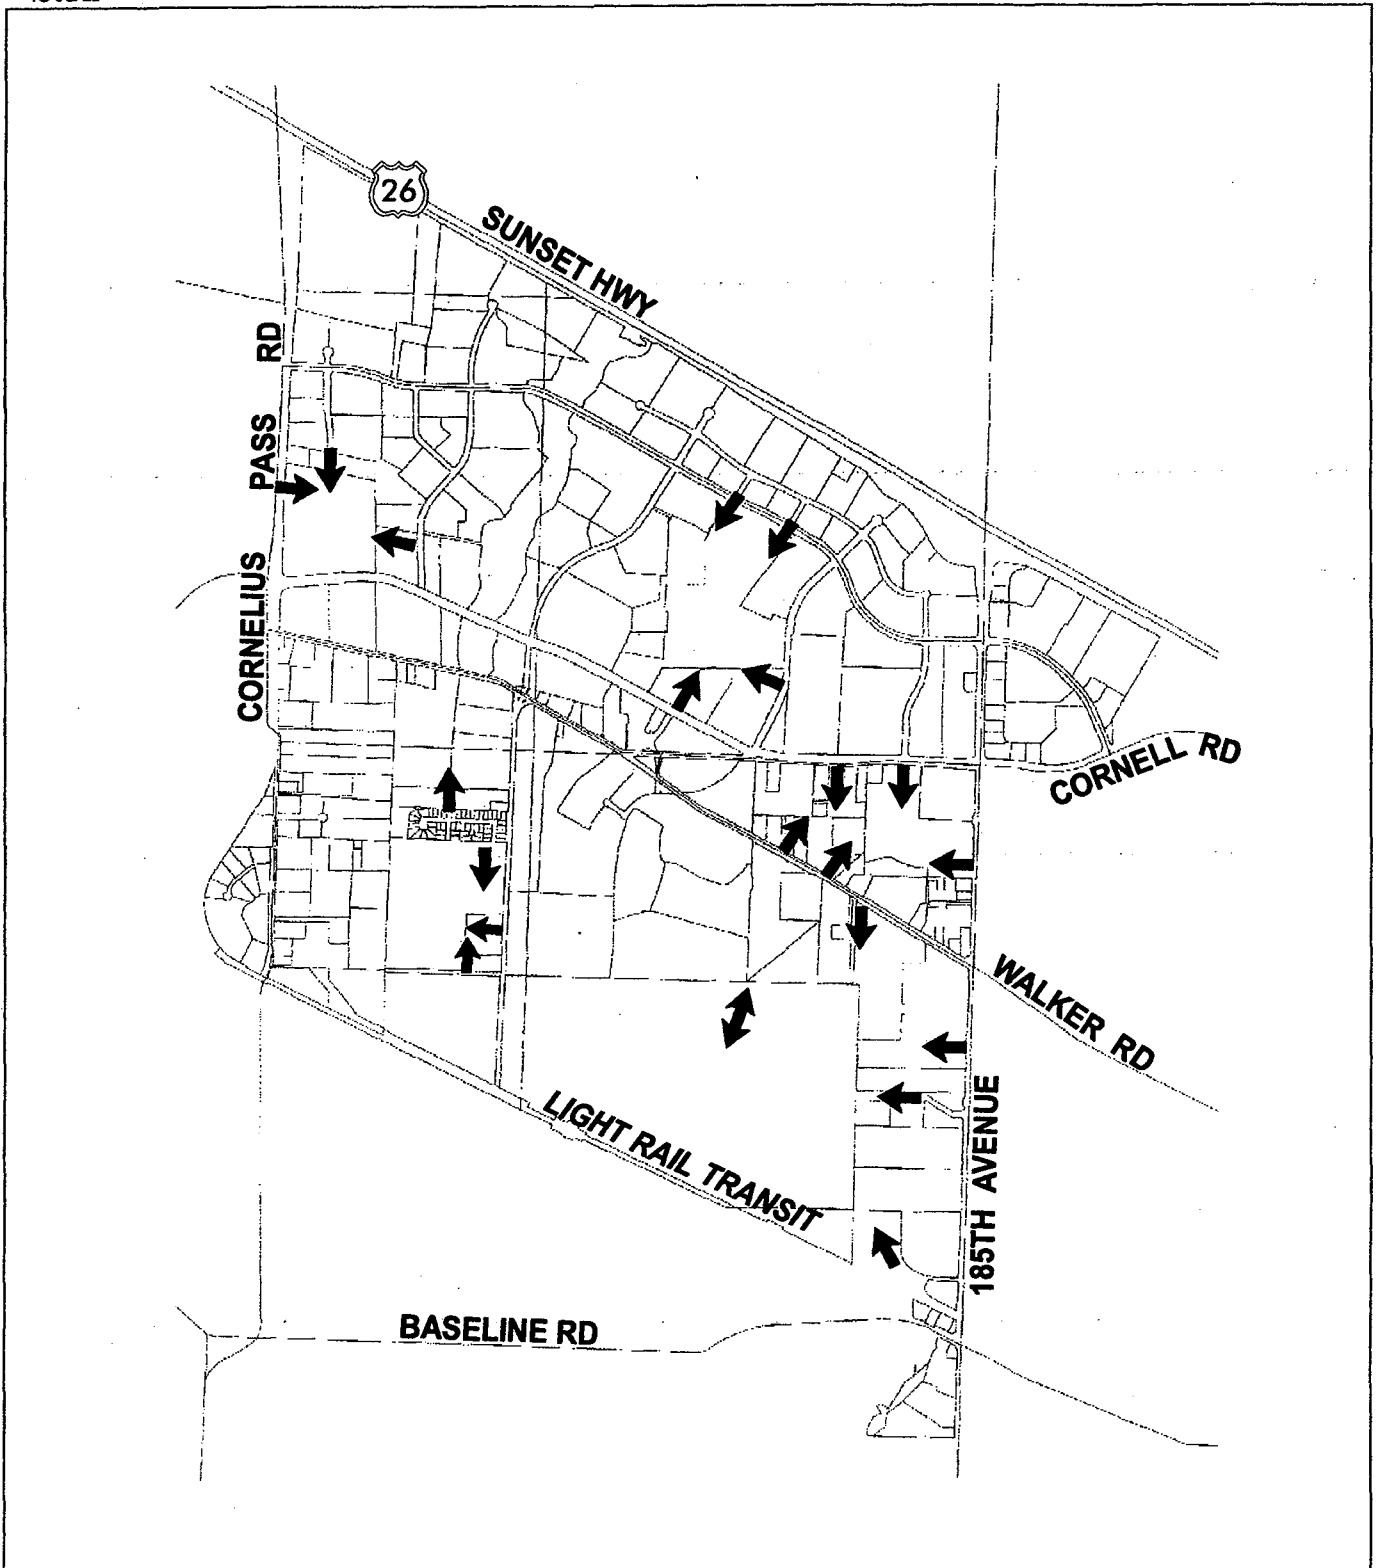 26
SUNSET HWY
CORNELIUS PASS RD
CORNELL RD
WALKER RD
LIGHT RAIL TRANSIT
185TH AVENUE
BASELINE RD